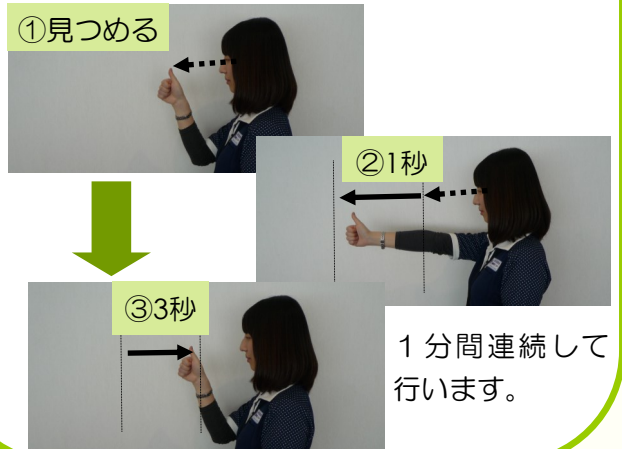 ①見つめる
②1秒
③3秒
１分間連続して
行います。